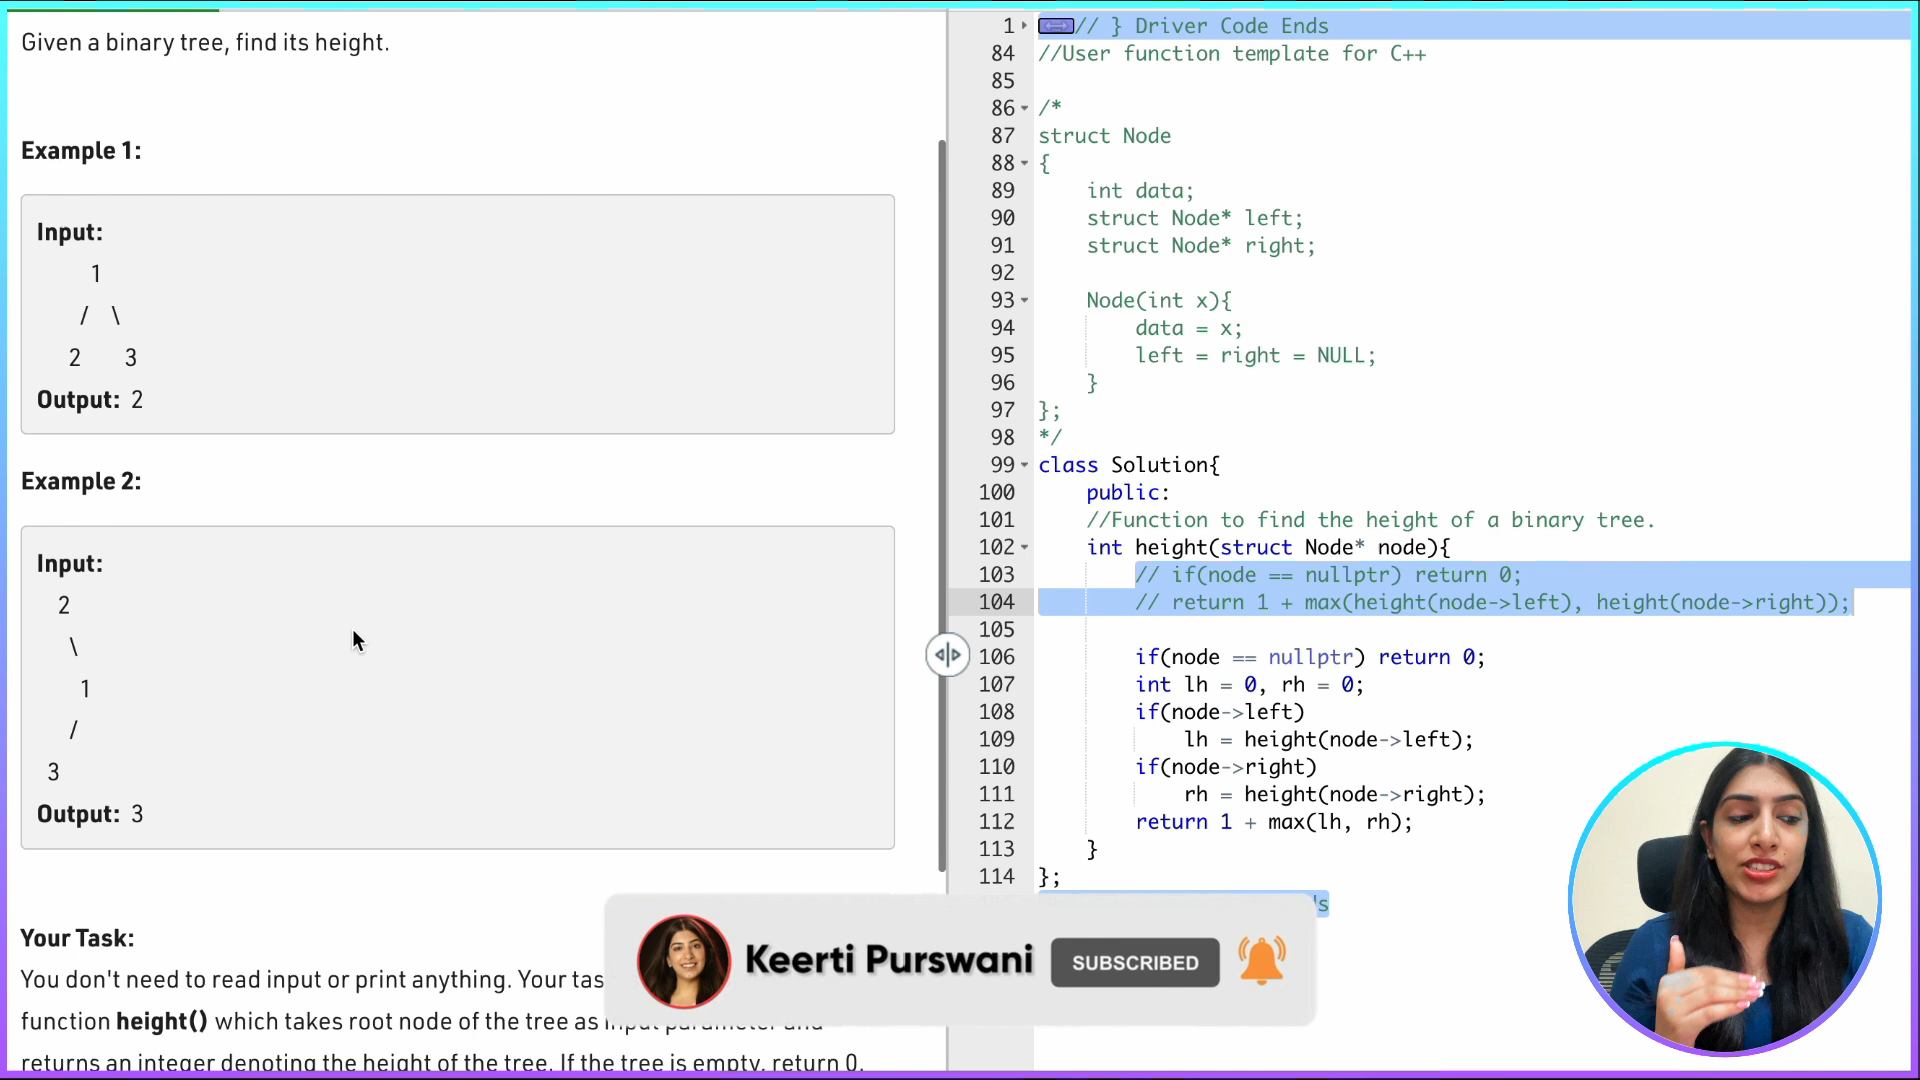 Given a binary tree, find its height.
Example 1:
Input:
1
/ \
2 3
Output: 2
Example 2:
Input:
2
\
1
/
3
Output: 3
Your Task:
You don't need to read input or print anything. Your tas
function height() which takes root node of the tree as input parameter and
returns an integer denoting the height of the tree. If the tree is empty, return 0.
1 // } Driver Code Ends
84 //User function template for C++
85
86 /*
87 struct Node
88 {
89 int data;
90 struct Node* left;
91 struct Node* right;
92
93 Node(int x){
94 data = x;
95 left = right = NULL;
96 }
97 };
98 */
99 class Solution{
100 public:
101 //Function to find the height of a binary tree.
102 int height(struct Node* node){
103 // if(node == nullptr) return 0;
104 // return 1 + max(height(node->left), height(node->right));
105
106 if(node == nullptr) return 0;
107 int lh = 0, rh = 0;
108 if(node->left)
109 lh = height(node->left);
110 if(node->right)
111 rh = height(node->right);
112 return 1 + max(lh, rh);
113 }
114 };
Keerti Purswani
SUBSCRIBED